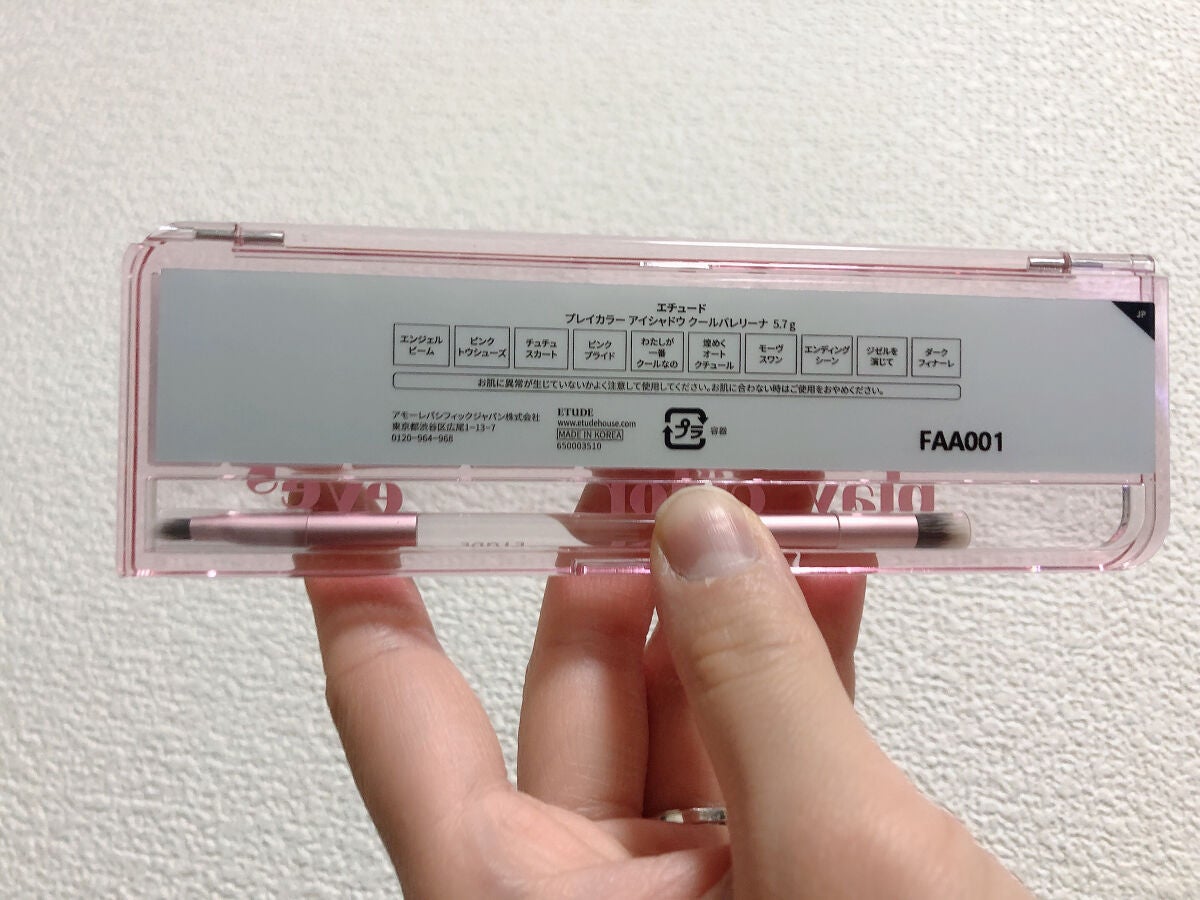 エチュード
プレイカラー アイシャドウ クールバレリーナ 5.7g
JP
エンジェル
ビーム
ピンク
トウシューズ
チュチュ
スカート
ピンク
プライド
わたしが
一番
クールなの
煌めく
オート
クチュール
モーヴ
スワン
エンディング
シーン
ジゼルを
演じて
ダーク
フィナーレ
お肌に異常が生じていないかよく注意して使用してください。お肌に合わない時はご使用をおやめください。
アモーレパシフィックジャパン株式会社
東京都渋谷区広尾1-13-7
0120-964-968
ETUDE
www.etudehouse.com
MADE IN KOREA
650003510
プラ
容器
FAA001
play color
eyes
ETUDE